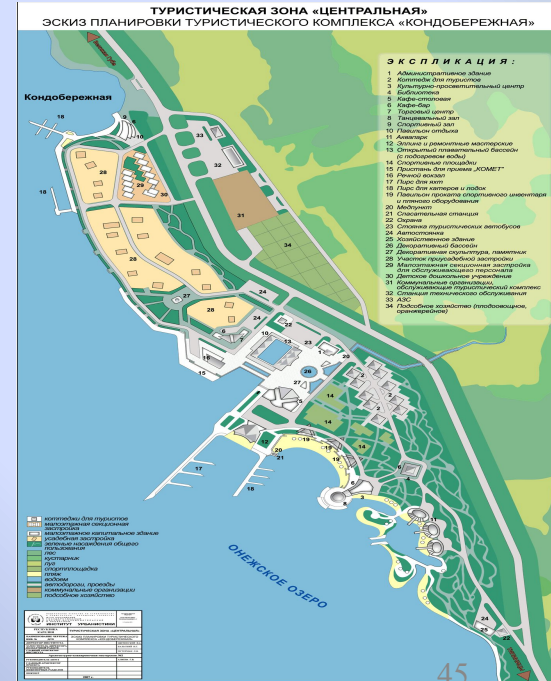 ТУРИСТИЧЕСКАЯ ЗОНА «ЦЕНТРАЛЬНАЯ»
ЭСКИЗ ПЛАНИРОВКИ ТУРИСТИЧЕСКОГО КОМПЛЕКСА «КОНДОБЕРЕЖНАЯ»
Кондобережная
ЭКСПЛИКАЦИЯ:
1 Административное здание
2 Коттедж для туристов
3 Культурно-просветительный центр
4 Библиотека
5 Кафе-столовая
6 Кафе-бар
7 Торговый центр
8 Танцевальный зал
9 Спортивный зал
10 Павильон отдыха
11 Аквапарк
12 Эллинг и ремонтные мастерские
13 Открытый плавательный бассейн
(с подогревом воды)
14 Спортивные площадки
15 Пристань для приема „КОМЕТ"
16 Речной вокзал
17 Пирс для яхт
18 Пирс для катеров и лодок
19 Павильон проката спортивного инвентаря
и пляжного оборудования
20 Медпункт
21 Спасательная станция
22 Охрана
23 Стоянка туристических автобусов
24 Автостоянка
25 Хозяйственное здание
26 Декоративный бассейн
27 Декоративная скульптура, памятник
28 Участок приусадебной застройки
29 Малоэтажная секционная застройка
для обслуживающего персонала
30 Детское дошкольное учреждение
31 Коммунальные организации,
обслуживающие туристический комплекс
32 Станция технического обслуживания
33 АЗС
34 Подсобное хозяйство (плодоовощное,
оранжерейное)
ОНЕЖСКОЕ ОЗЕРО
коттеджи для туристов
малоэтажная секционная
застройка
малоэтажное капитальное здание
усадебная застройка
зеленые насаждения общего
пользования
лес
кустарник
луга
спортплощадка
пляж
водоем
автодороги, проезды
коммунальные организации
подсобное хозяйство
ИНСТИТУТ УРБАНИСТИКИ
ТУРИСТИЧЕСКАЯ ЗОНА «ЦЕНТРАЛЬНАЯ»
45